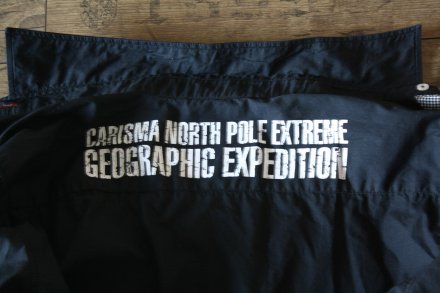 CARISMA NORTH POLE EXTREME
GEOGRAPHIC EXPEDITION